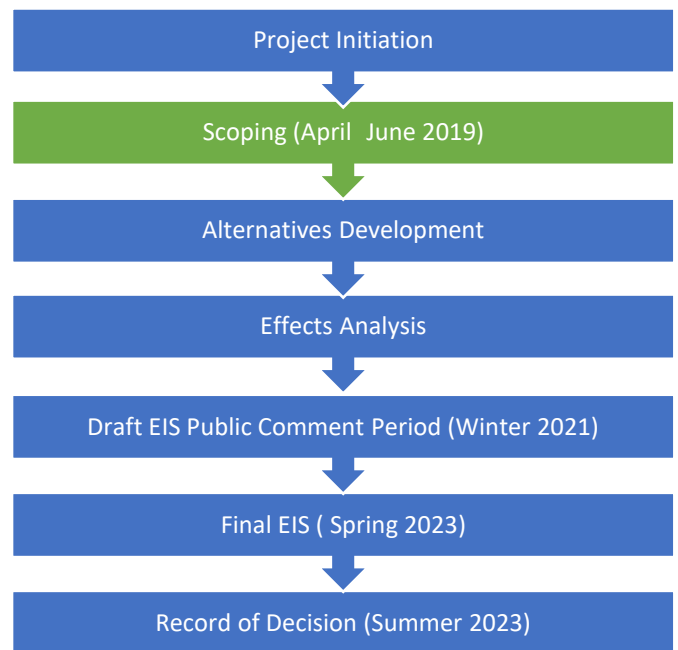 Project Initiation
Scoping (April  June 2019)
Alternatives Development
Effects Analysis
Draft EIS Public Comment Period (Winter 2021)
Final EIS ( Spring 2023)
Record of Decision (Summer 2023)